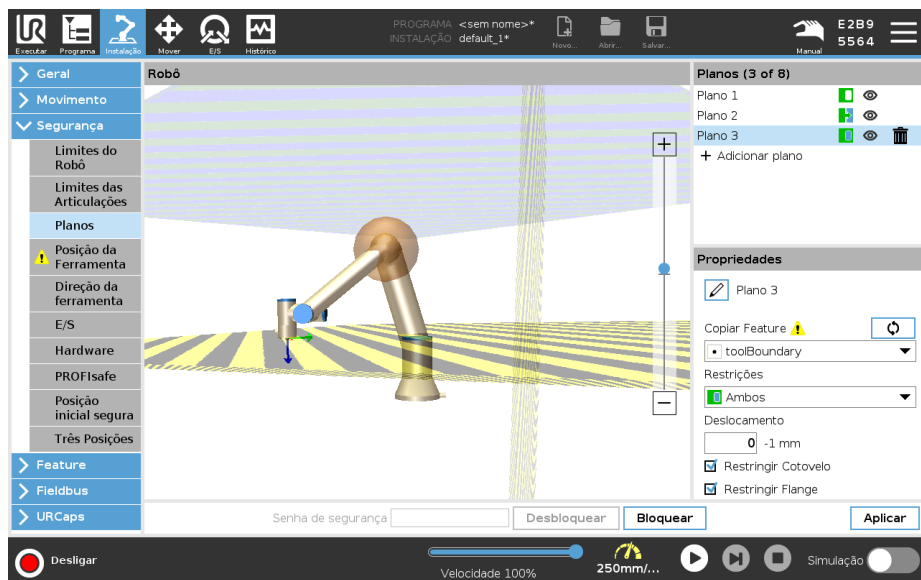 PROGRAMA <sem nome>*
INSTALAÇÃO default_1*
Executar
Programa
Instalação
Mover
E/S
Histórico
Novo...
Abrir...
Salvar...
Manual
E2B9
5564
Geral
Movimento
Segurança
Limites do
Robô
Limites das
Articulações
Planos
Posição da
Ferramenta
Direção da
ferramenta
E/S
Hardware
PROFIsafe
Posição
inicial segura
Três Posições
Feature
Fieldbus
URCaps
Robô
Planos (3 of 8)
Plano 1
Plano 2
Plano 3
+ Adicionar plano
Propriedades
Plano 3
Copiar Feature
toolBoundary
Restrições
Ambos
Deslocamento
0 -1 mm
Restringir Cotovelo
Restringir Flange
Senha de segurança
Desbloquear
Bloquear
Aplicar
Desligar
Velocidade 100%
250mm/...
Simulação